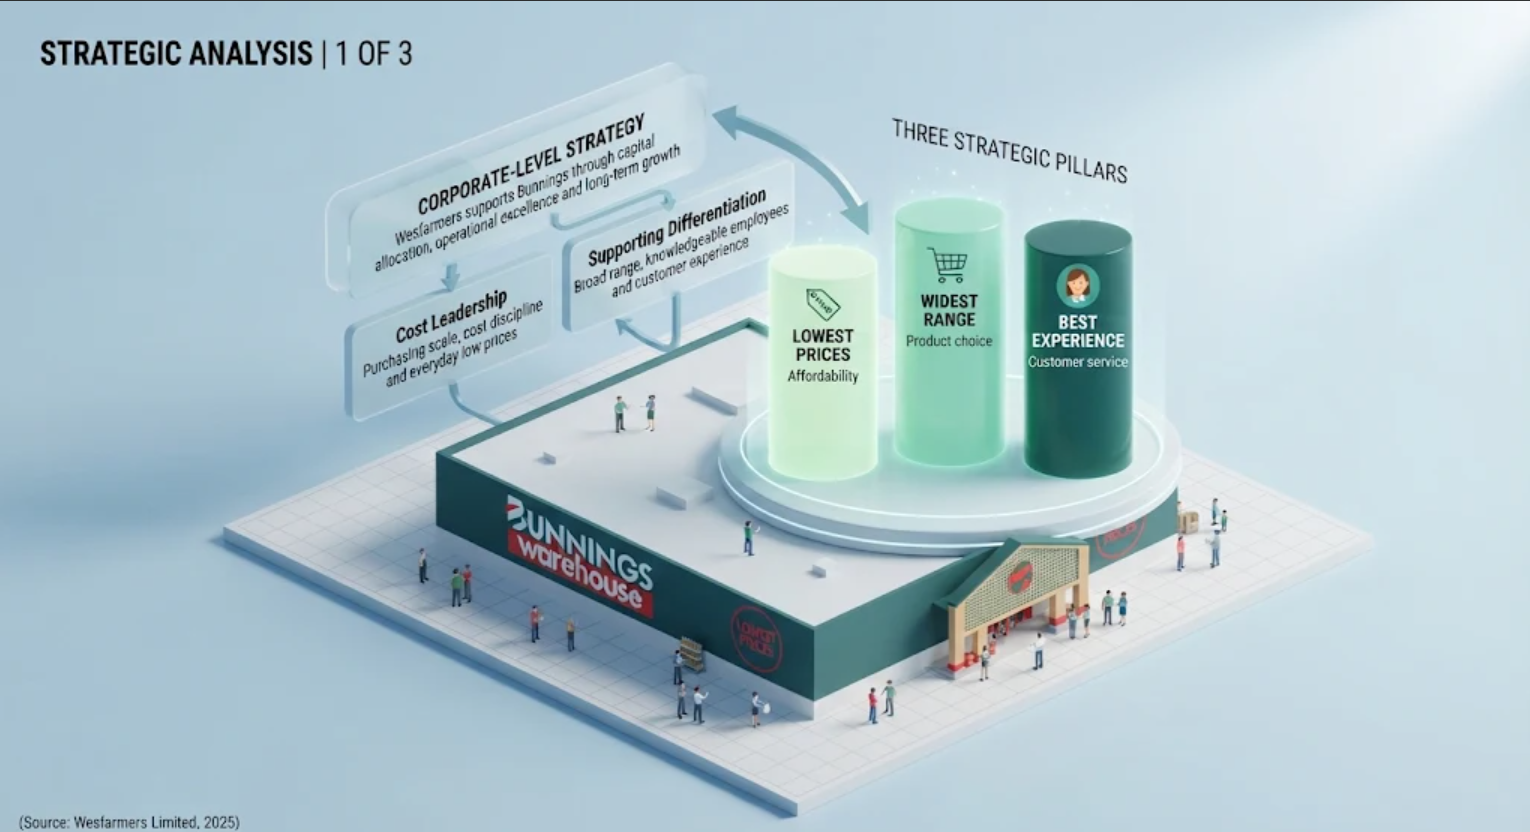 STRATEGIC ANALYSIS | 1 OF 3
CORPORATE-LEVEL STRATEGY
Wesfarmers supports Bunnings through capital
allocation, operational excellence and long-term growth
Cost Leadership
Purchasing scale, cost discipline
and everyday low prices
Supporting Differentiation
Broad range, knowledgeable employees
and customer experience
THREE STRATEGIC PILLARS
LOWEST
PRICES
Affordability
WIDEST
RANGE
Product choice
BEST
EXPERIENCE
Customer service
BUNNINGS
warehouse
LOWEST
PRICES
(Source: Wesfarmers Limited, 2025)